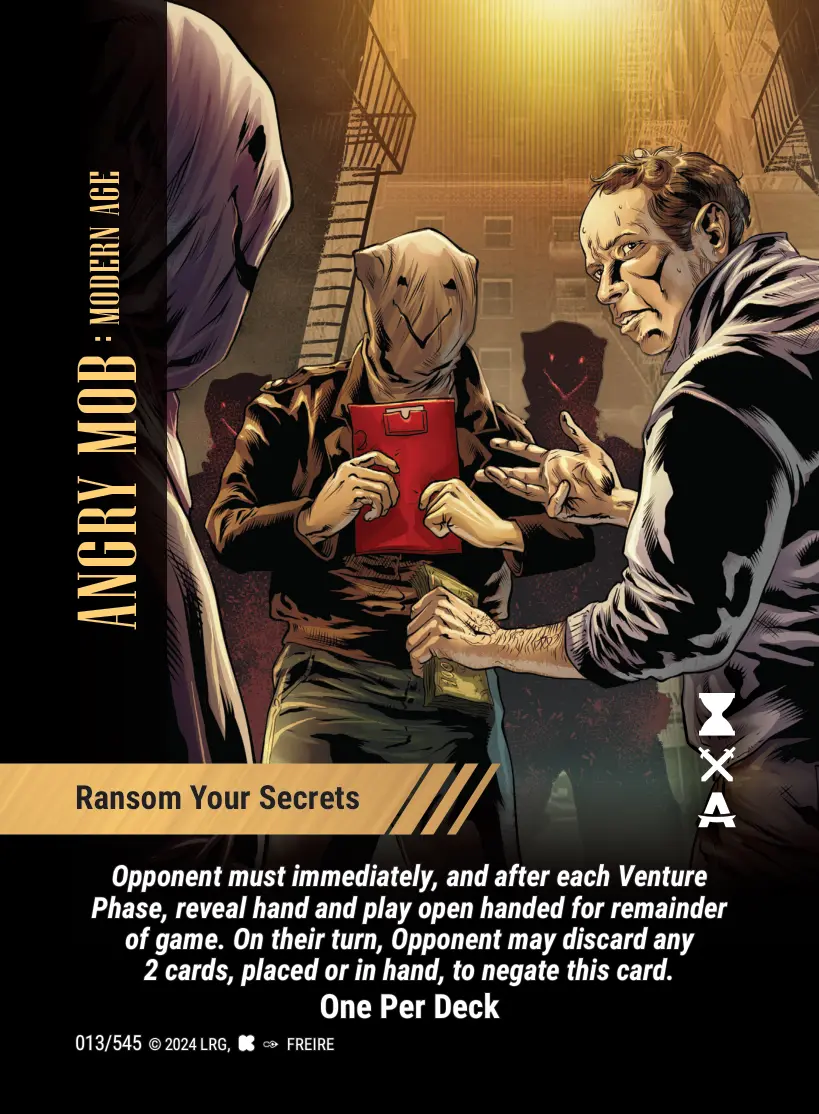 ANGRY MOB : MODERN AGE
Ransom Your Secrets
Opponent must immediately, and after each Venture
Phase, reveal hand and play open handed for remainder
of game. On their turn, Opponent may discard any
2 cards, placed or in hand, to negate this card.
One Per Deck
013/545 © 2024 LRG, FREIRE